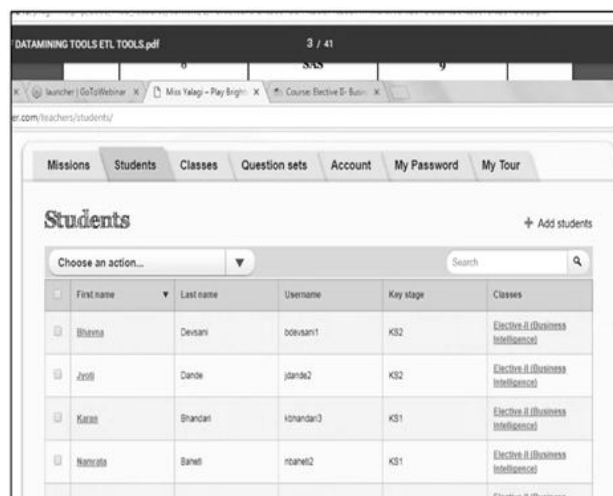 DATAMINING TOOLS ETL TOOLS.pdf 3 / 41
SAS 9
launcher | GoToWebinar x Miss Yalagi – Play Brigh x Course: Elective II- Busin x
er.com/teachers/students/
Missions Students Classes Question sets Account My Password My Tour
Students
+ Add students
Choose an action... ▼ Search
First name ▼ Last name Username Key stage Classes
Bhavna Devsani bdevsani1 KS2 Elective-II (Business
Intelligence)
Jyoti Dande jdande2 KS2 Elective-II (Business
Intelligence)
Karan Bhandari kbhandari3 KS1 Elective-II (Business
Intelligence)
Namrata Baheti nbaheti2 KS1 Elective-II (Business
Intelligence)